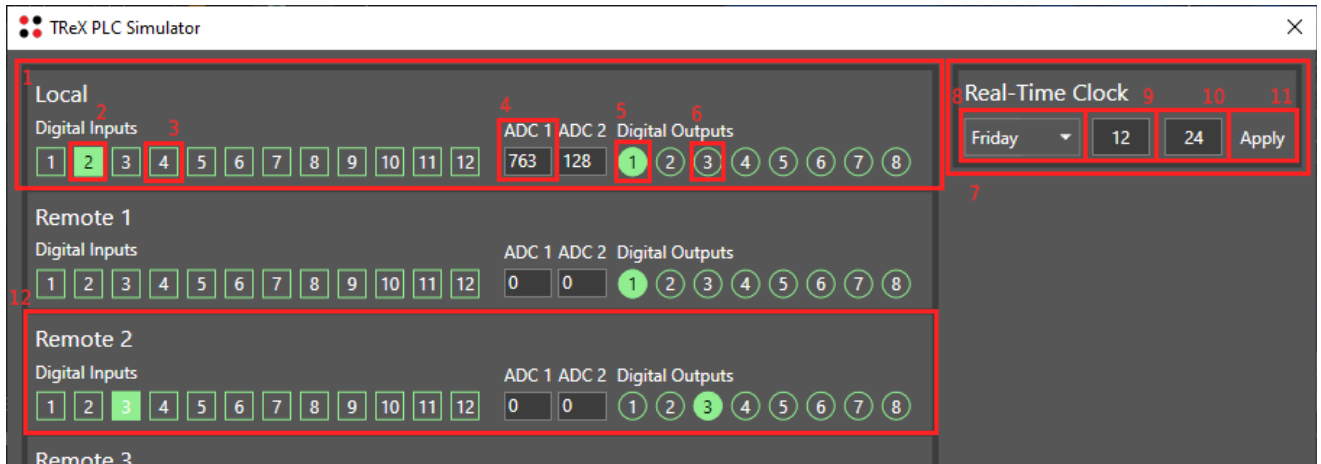 TReX PLC Simulator
1
Local
2 3 4 5 6
Digital Inputs ADC 1 ADC 2 Digital Outputs
1 2 3 4 5 6 7 8 9 10 11 12 763 128 1 2 3 4 5 6 7 8
8 Real-Time Clock 9 10 11
Friday 12 24 Apply
7
Remote 1
Digital Inputs ADC 1 ADC 2 Digital Outputs
1 2 3 4 5 6 7 8 9 10 11 12 0 0 1 2 3 4 5 6 7 8
12
Remote 2
Digital Inputs ADC 1 ADC 2 Digital Outputs
1 2 3 4 5 6 7 8 9 10 11 12 0 0 1 2 3 4 5 6 7 8
Remote 3